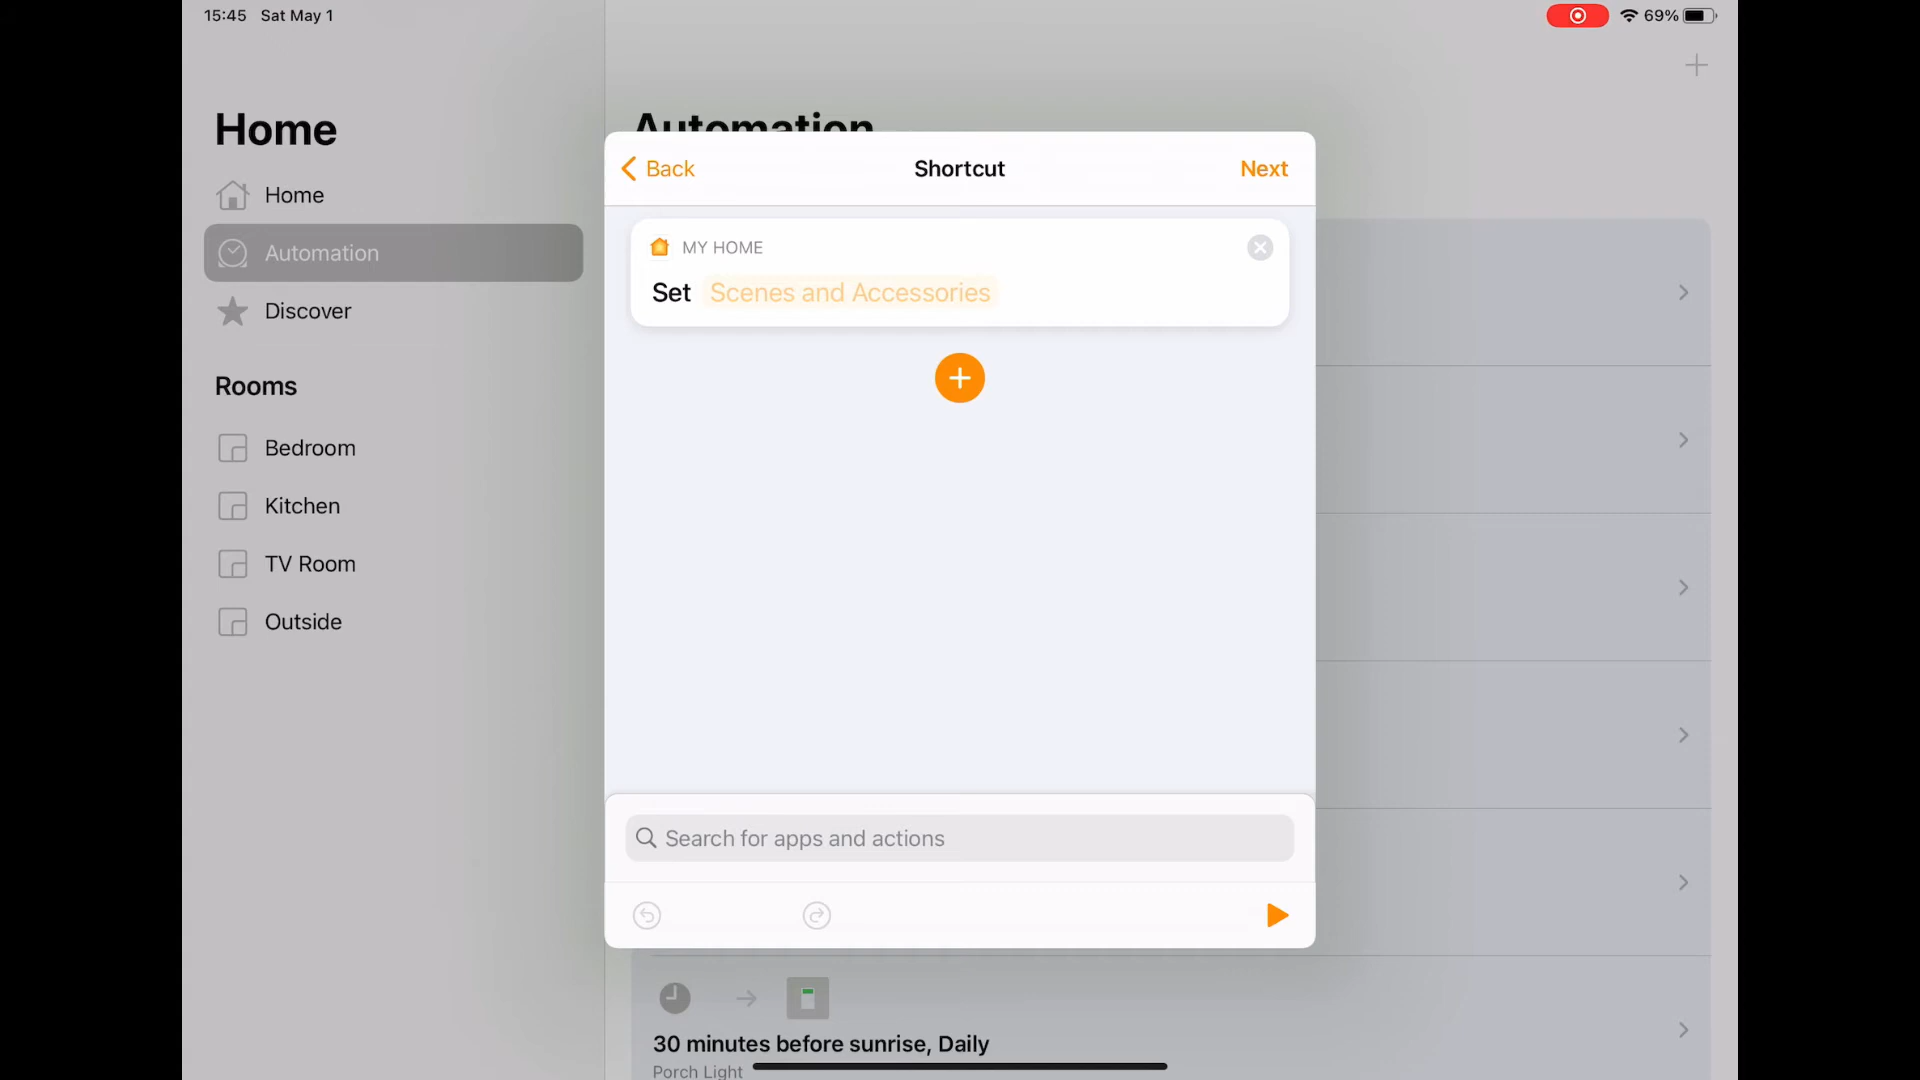 15:45 Sat May 1
69%
Home
Home
Automation
Discover
Rooms
Bedroom
Kitchen
TV Room
Outside
Automation
Back
Shortcut
Next
MY HOME
Set Scenes and Accessories
Search for apps and actions
30 minutes before sunrise, Daily
Porch Light